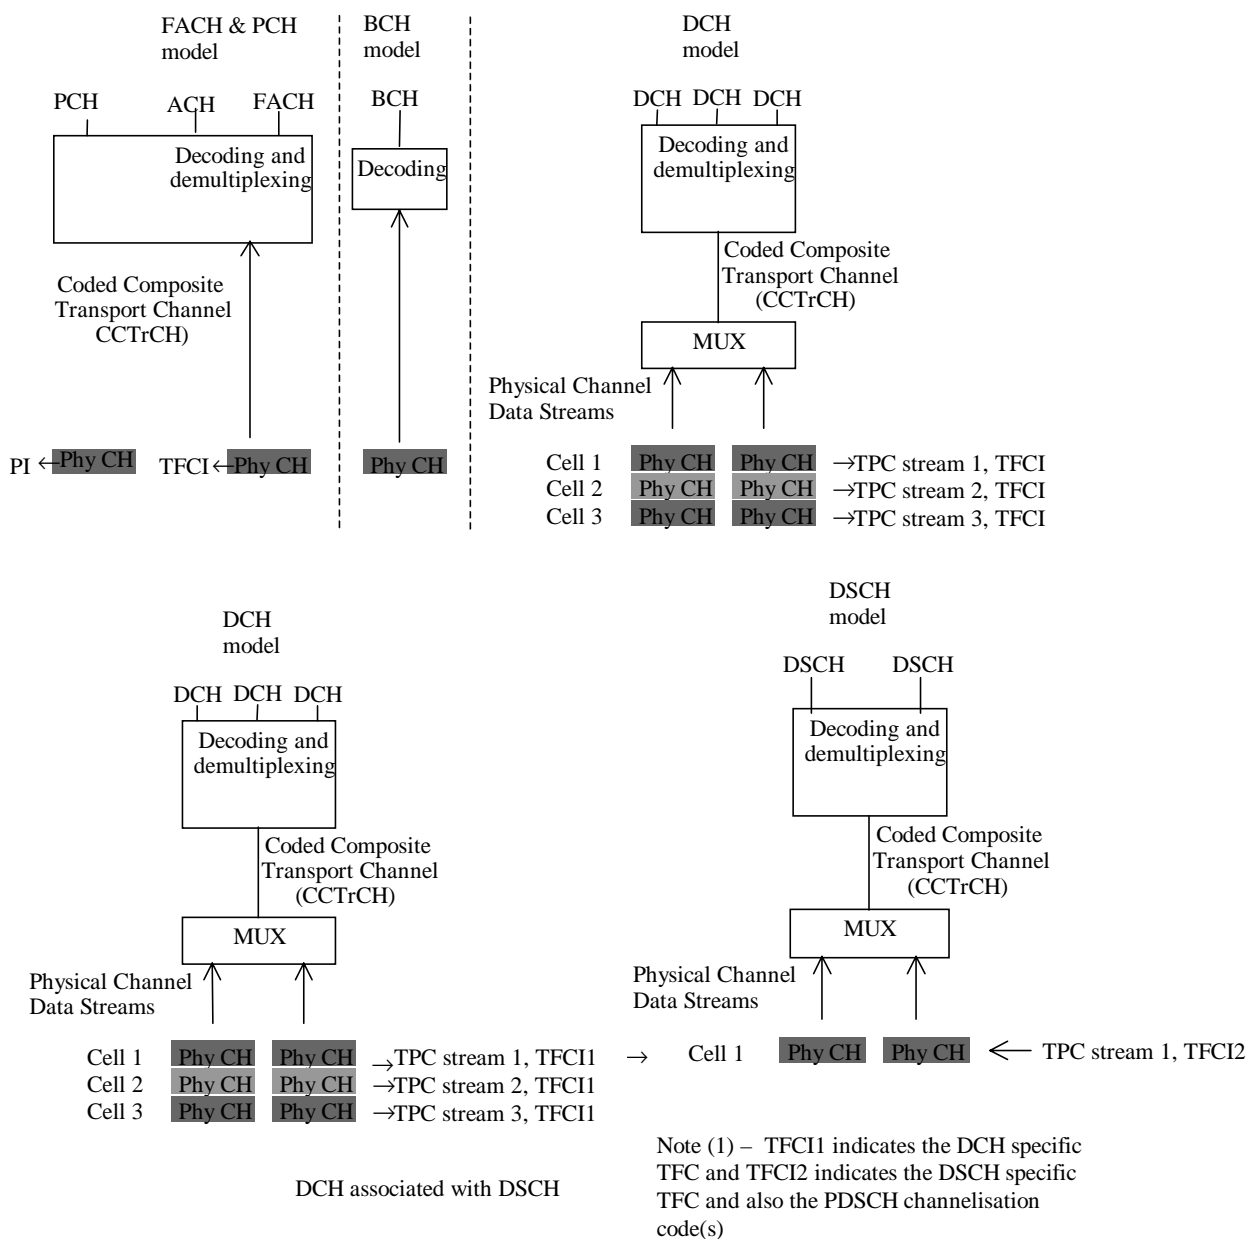 FACH & PCH
model
BCH
model
DCH
model
PCH
ACH
FACH
BCH
DCH DCH DCH
Decoding and
demultiplexing
Decoding
Decoding and
demultiplexing
Coded Composite
Transport Channel
CCTrCH)
Coded Composite
Transport Channel
(CCTrCH)
MUX
Physical Channel
Data Streams
PI ← Phy CH
TFCI ← Phy CH
Phy CH
Cell 1 Phy CH Phy CH → TPC stream 1, TFCI
Cell 2 Phy CH Phy CH → TPC stream 2, TFCI
Cell 3 Phy CH Phy CH → TPC stream 3, TFCI
DCH
model
DCH DCH DCH
Decoding and
demultiplexing
Coded Composite
Transport Channel
(CCTrCH)
MUX
Physical Channel
Data Streams
Cell 1 Phy CH Phy CH → TPC stream 1, TFCI1
Cell 2 Phy CH Phy CH → TPC stream 2, TFCI1
Cell 3 Phy CH Phy CH → TPC stream 3, TFCI1
DCH associated with DSCH
DSCH
model
DSCH DSCH
Decoding and
demultiplexing
Coded Composite
Transport Channel
(CCTrCH)
MUX
Physical Channel
Data Streams
→ Cell 1 Phy CH Phy CH ← TPC stream 1, TFCI2
Note (1) – TFCI1 indicates the DCH specific
TFC and TFCI2 indicates the DSCH specific
TFC and also the PDSCH channelisation
code(s)